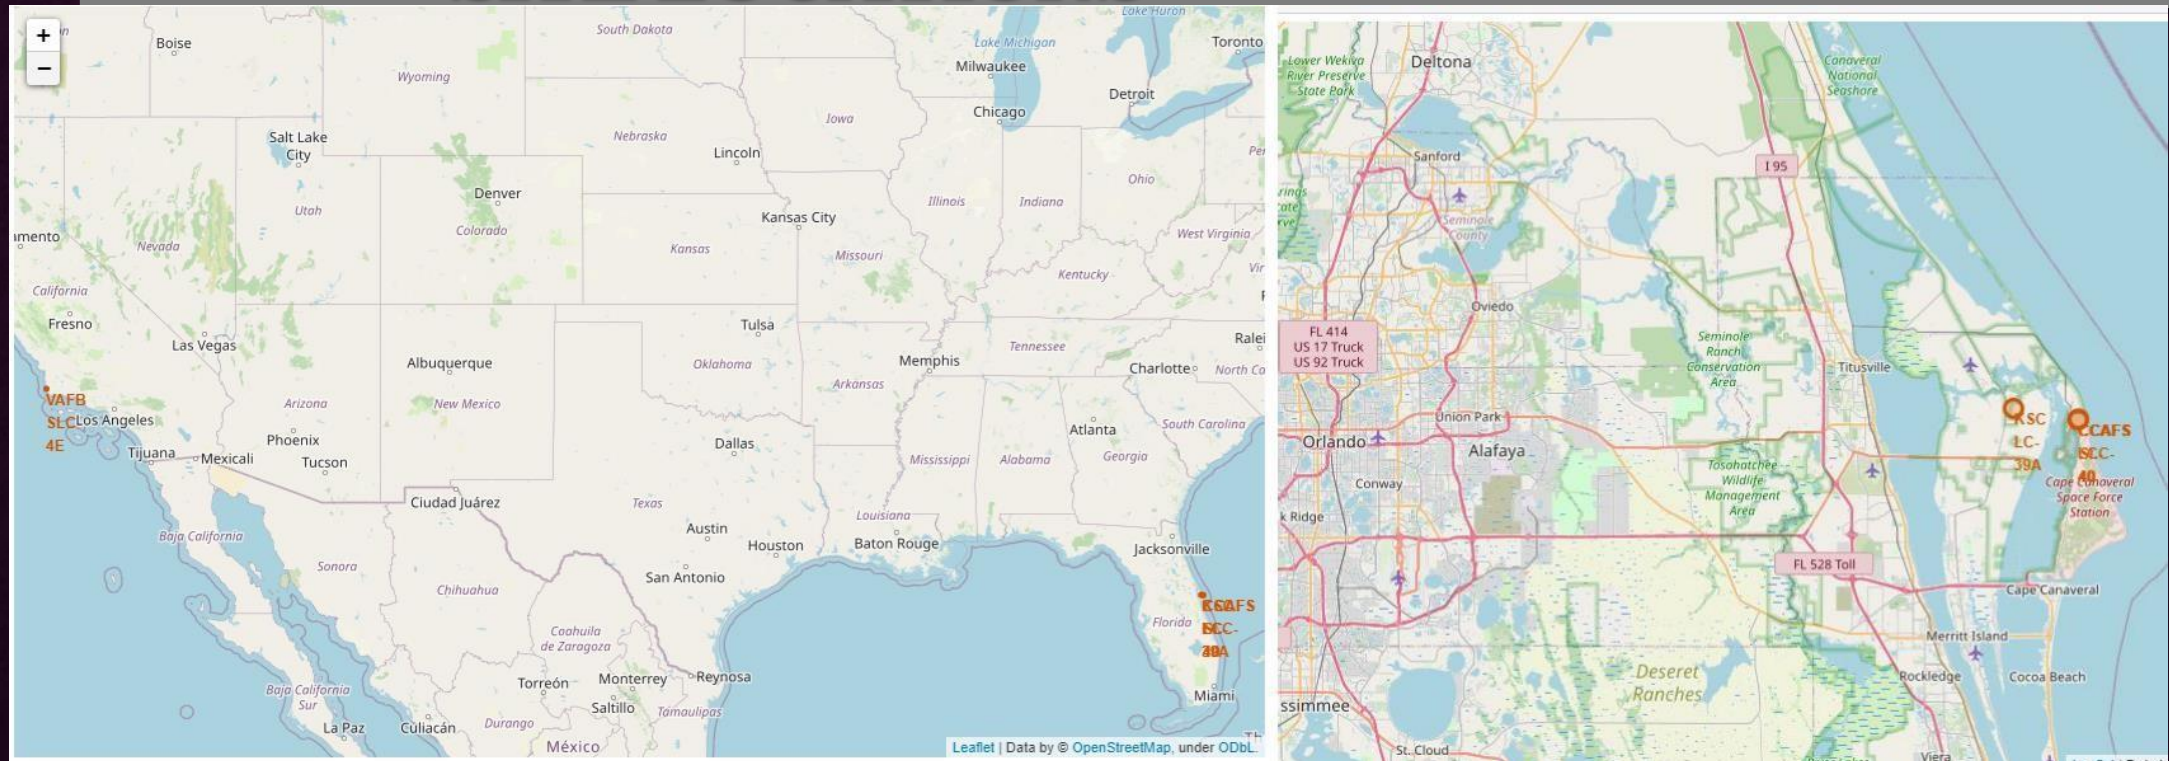 +
−
Boise
South Dakota
Lake Huron
Lake Michigan
Toronto
Wyoming
Milwaukee
Detroit
Chicago
Iowa
Salt Lake
City
Nebraska
Lincoln
Ohio
Denver
Illinois
Indiana
Utah
Kansas City
Colorado
West Virginia
Nevada
Kansas
Missouri
Kentucky
California
Fresno
Tulsa
Las Vegas
Albuquerque
Oklahoma
Memphis
Tennessee
Charlotte
Arkansas
VAFB
SLC-
4E
Los Angeles
Arizona
New Mexico
South Carolina
Atlanta
Phoenix
Dallas
Tijuana
Mexicali
Tucson
Mississippi
Alabama
Georgia
Ciudad Juárez
Texas
Louisiana
Austin
Baja California
Houston
Baton Rouge
Jacksonville
Sonora
San Antonio
Chihuahua
Florida
Coahuila
de Zaragoza
Torreón
Monterrey
Reynosa
Baja California
Sur
Saltillo
Miami
Tamaulipas
La Paz
Culiacán
Durango
México
Leaflet | Data by © OpenStreetMap, under ODbL.
Lower Wekiva
River Preserve
State Park
Deltona
Canaveral
National
Seashore
Sanford
I 95
Seminole
County
Oviedo
FL 414
US 17 Truck
US 92 Truck
Seminole
Ranch
Conservation
Area
Titusville
KSC
LC-
39A
CCAFS
Union Park
Orlando
Alafaya
Tosohatchee
Wildlife
Management
Area
Conway
Cape Canaveral
Space Force
Station
FL 528 Toll
Cape Canaveral
Merritt Island
Deseret
Ranches
Rockledge
Cocoa Beach
St. Cloud
Viera